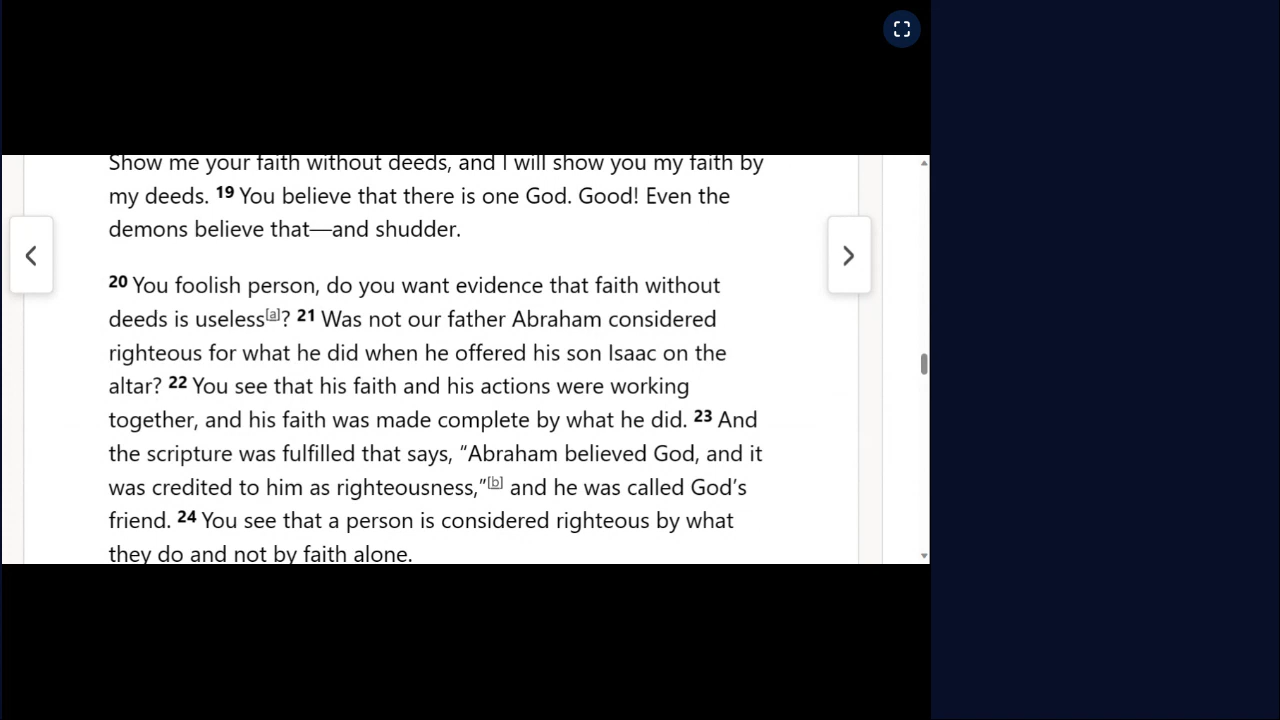 Show me your faith without deeds, and I will show you my faith by
my deeds. 19 You believe that there is one God. Good! Even the
demons believe that—and shudder.
20 You foolish person, do you want evidence that faith without
deeds is useless[a]? 21 Was not our father Abraham considered
righteous for what he did when he offered his son Isaac on the
altar? 22 You see that his faith and his actions were working
together, and his faith was made complete by what he did. 23 And
the scripture was fulfilled that says, “Abraham believed God, and it
was credited to him as righteousness,”[b] and he was called God’s
friend. 24 You see that a person is considered righteous by what
they do and not by faith alone.